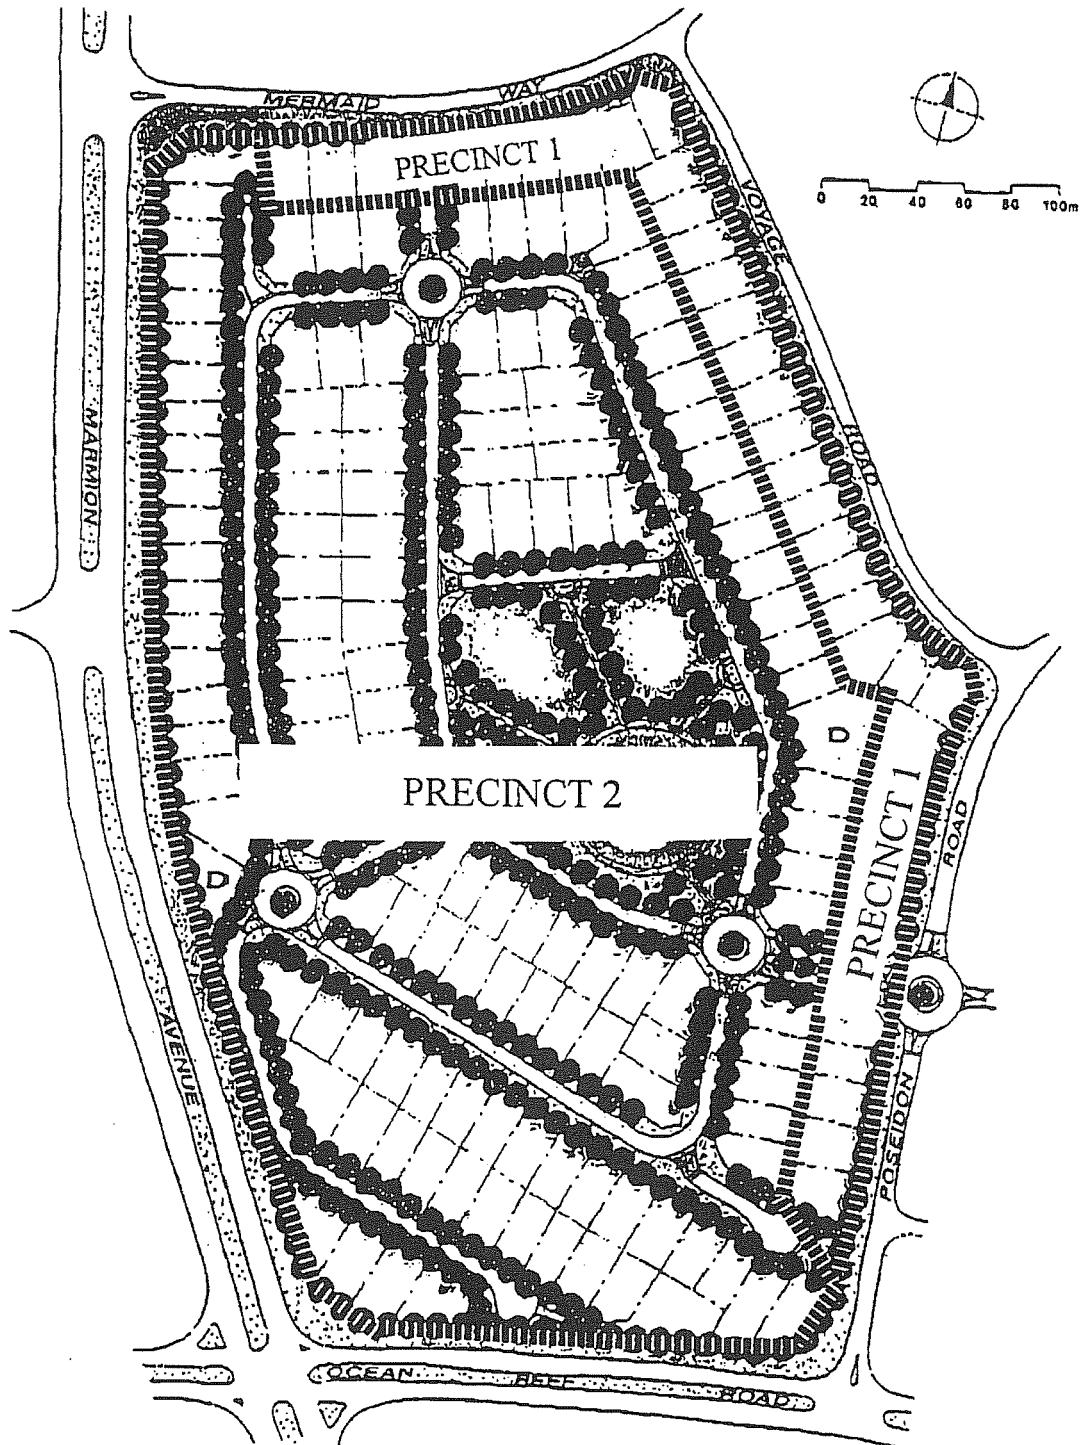 MERMAID WAY
PRECINCT 1
0 20 40 60 80 100m
VOYAGE ROAD
MARMION AVENUE
D
PRECINCT 2
D
PRECINCT 1
POSEIDON ROAD
OCEAN REEF ROAD